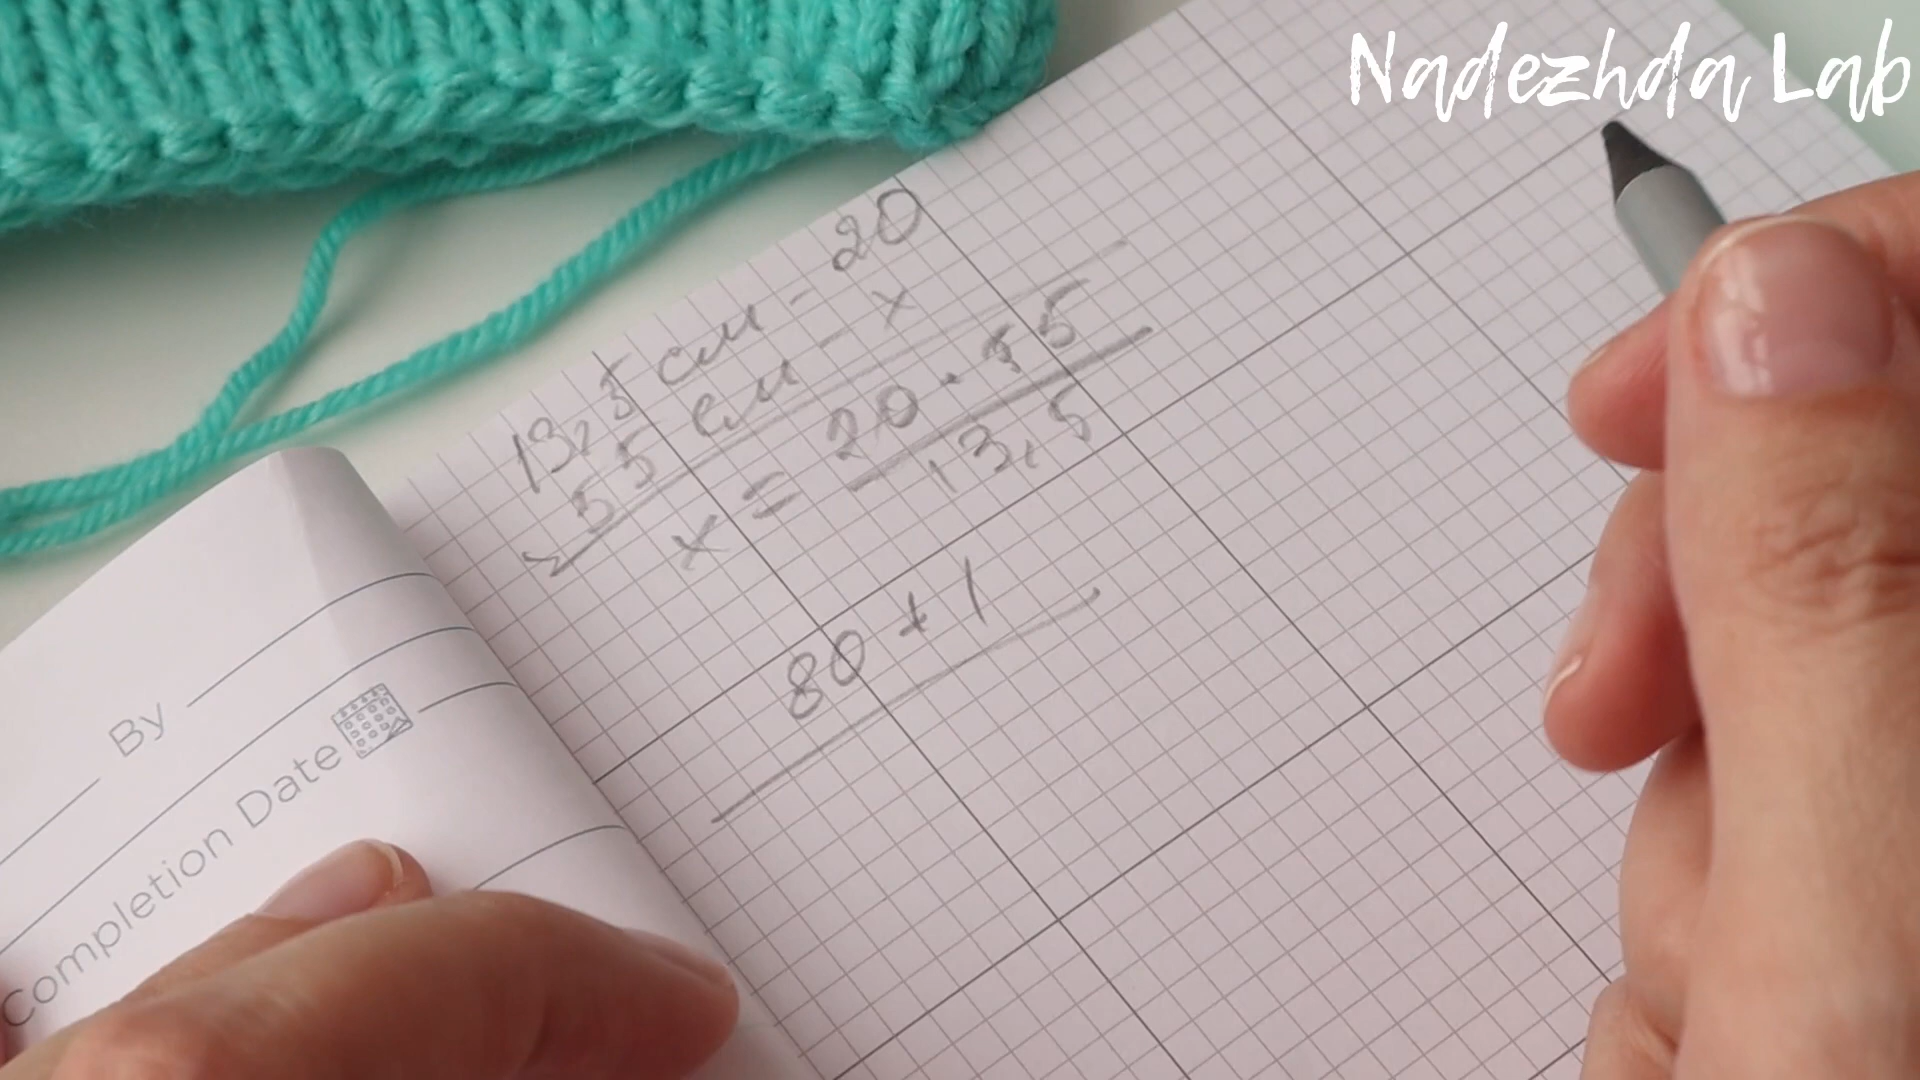 Nadezhda Lab
13,5 см - 20
55 см - x
x = 20 · 55
13,5
80 + 1
By
Completion Date